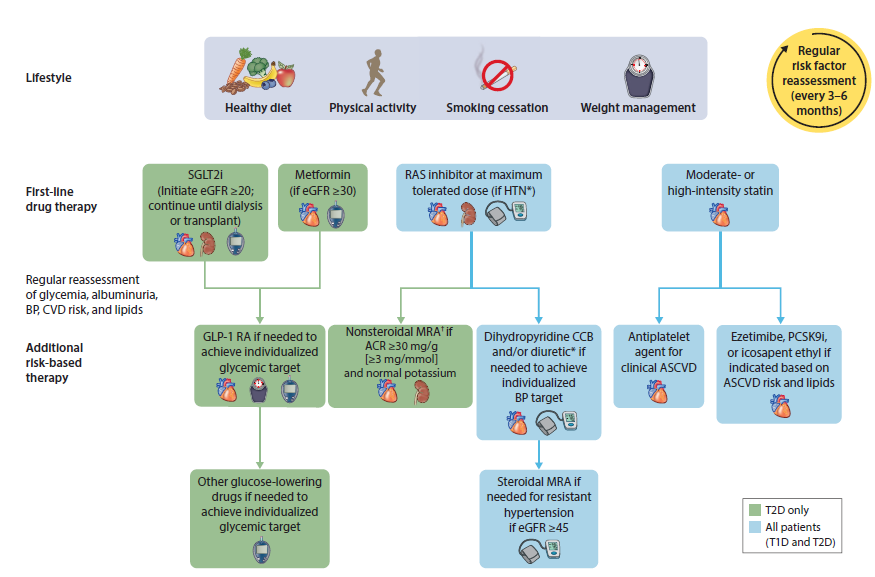 Lifestyle
Healthy diet
Physical activity
Smoking cessation
Weight management
Regular
risk factor
reassessment
(every 3–6
months)
First-line
drug therapy
SGLT2i
(Initiate eGFR ≥20;
continue until dialysis
or transplant)
Metformin
(if eGFR ≥30)
RAS inhibitor at maximum
tolerated dose (if HTN*)
Moderate- or
high-intensity statin
Regular reassessment
of glycemia, albuminuria,
BP, CVD risk, and lipids
Additional
risk-based
therapy
GLP-1 RA if needed to
achieve individualized
glycemic target
Nonsteroidal MRA† if
ACR ≥30 mg/g
[≥3 mg/mmol]
and normal potassium
Dihydropyridine CCB
and/or diuretic* if
needed to achieve
individualized
BP target
Antiplatelet
agent for
clinical ASCVD
Ezetimibe, PCSK9i,
or icosapent ethyl if
indicated based on
ASCVD risk and lipids
Other glucose-lowering
drugs if needed to
achieve individualized
glycemic target
Steroidal MRA if
needed for resistant
hypertension
if eGFR ≥45
T2D only
All patients
(T1D and T2D)